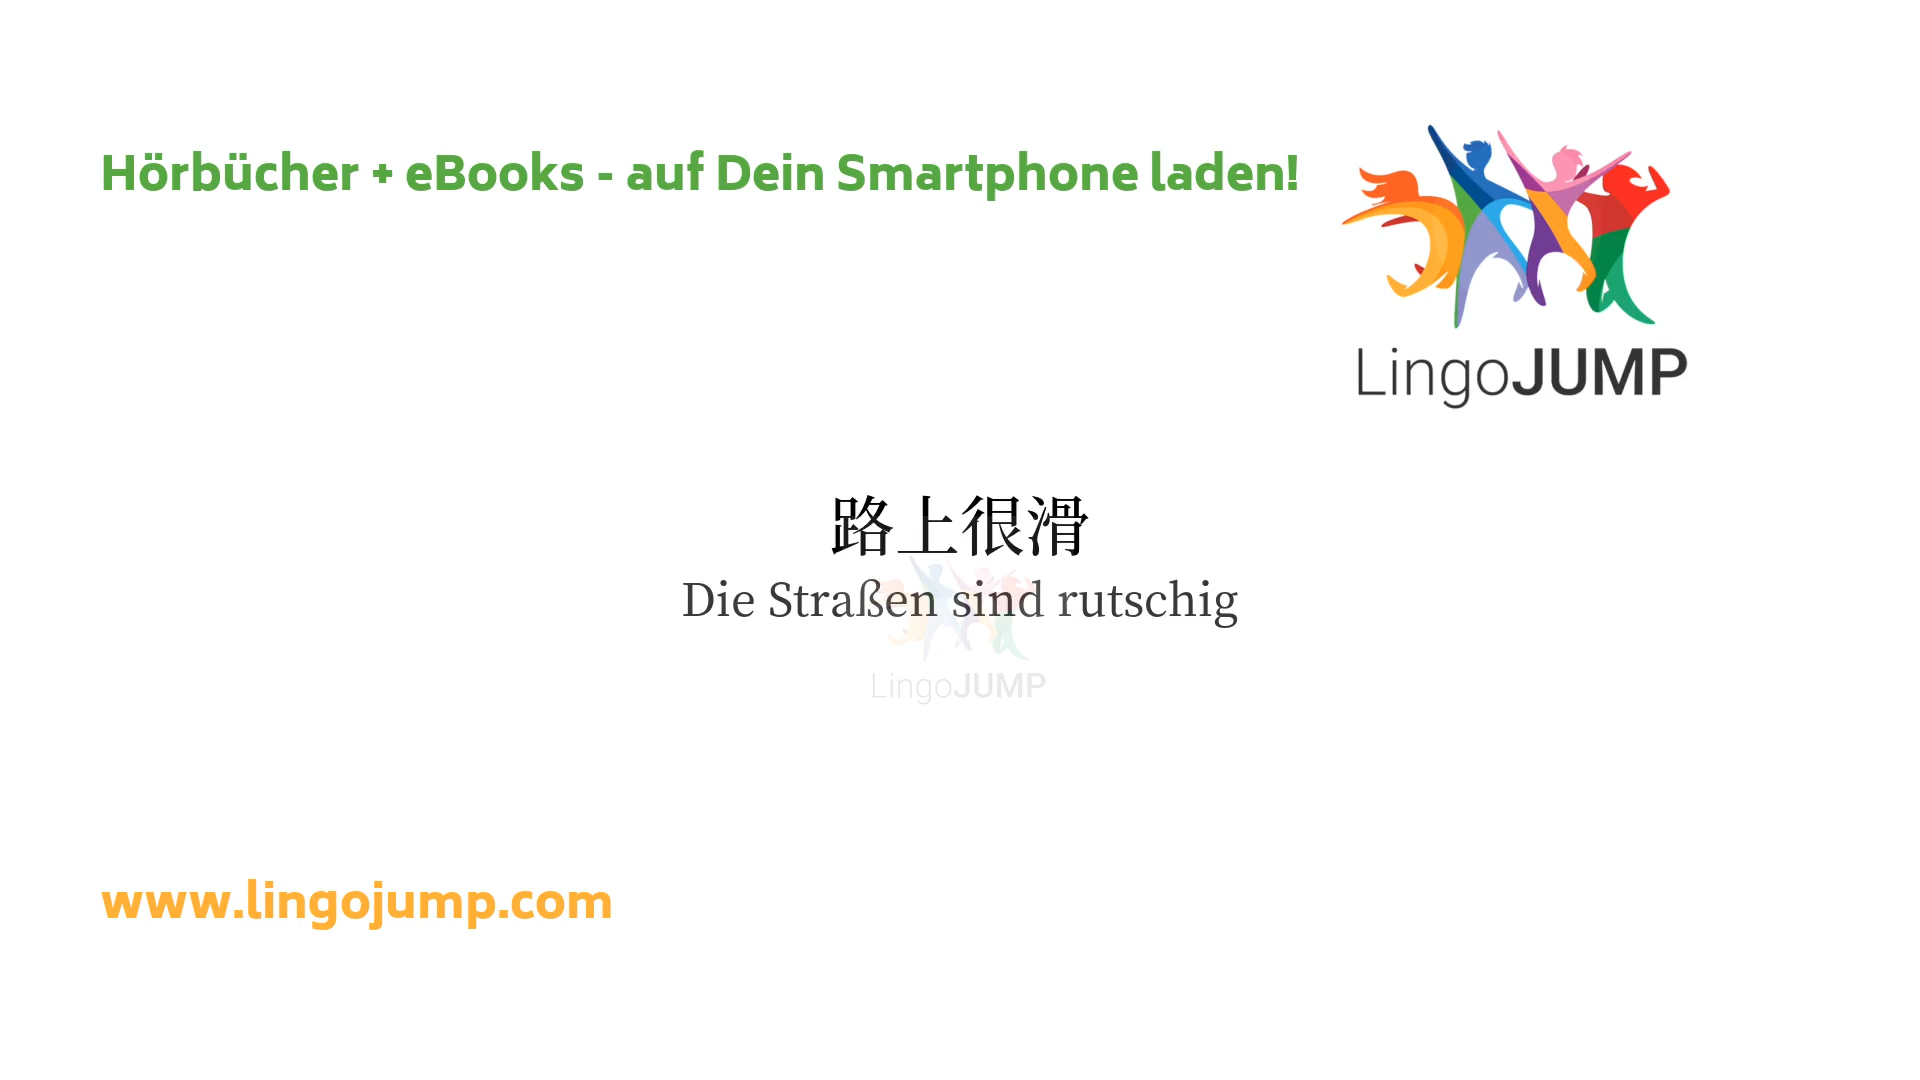 Hörbücher + eBooks - auf Dein Smartphone laden!
LingoJUMP
路上很滑
Die Straßen sind rutschig
LingoJUMP
www.lingojump.com